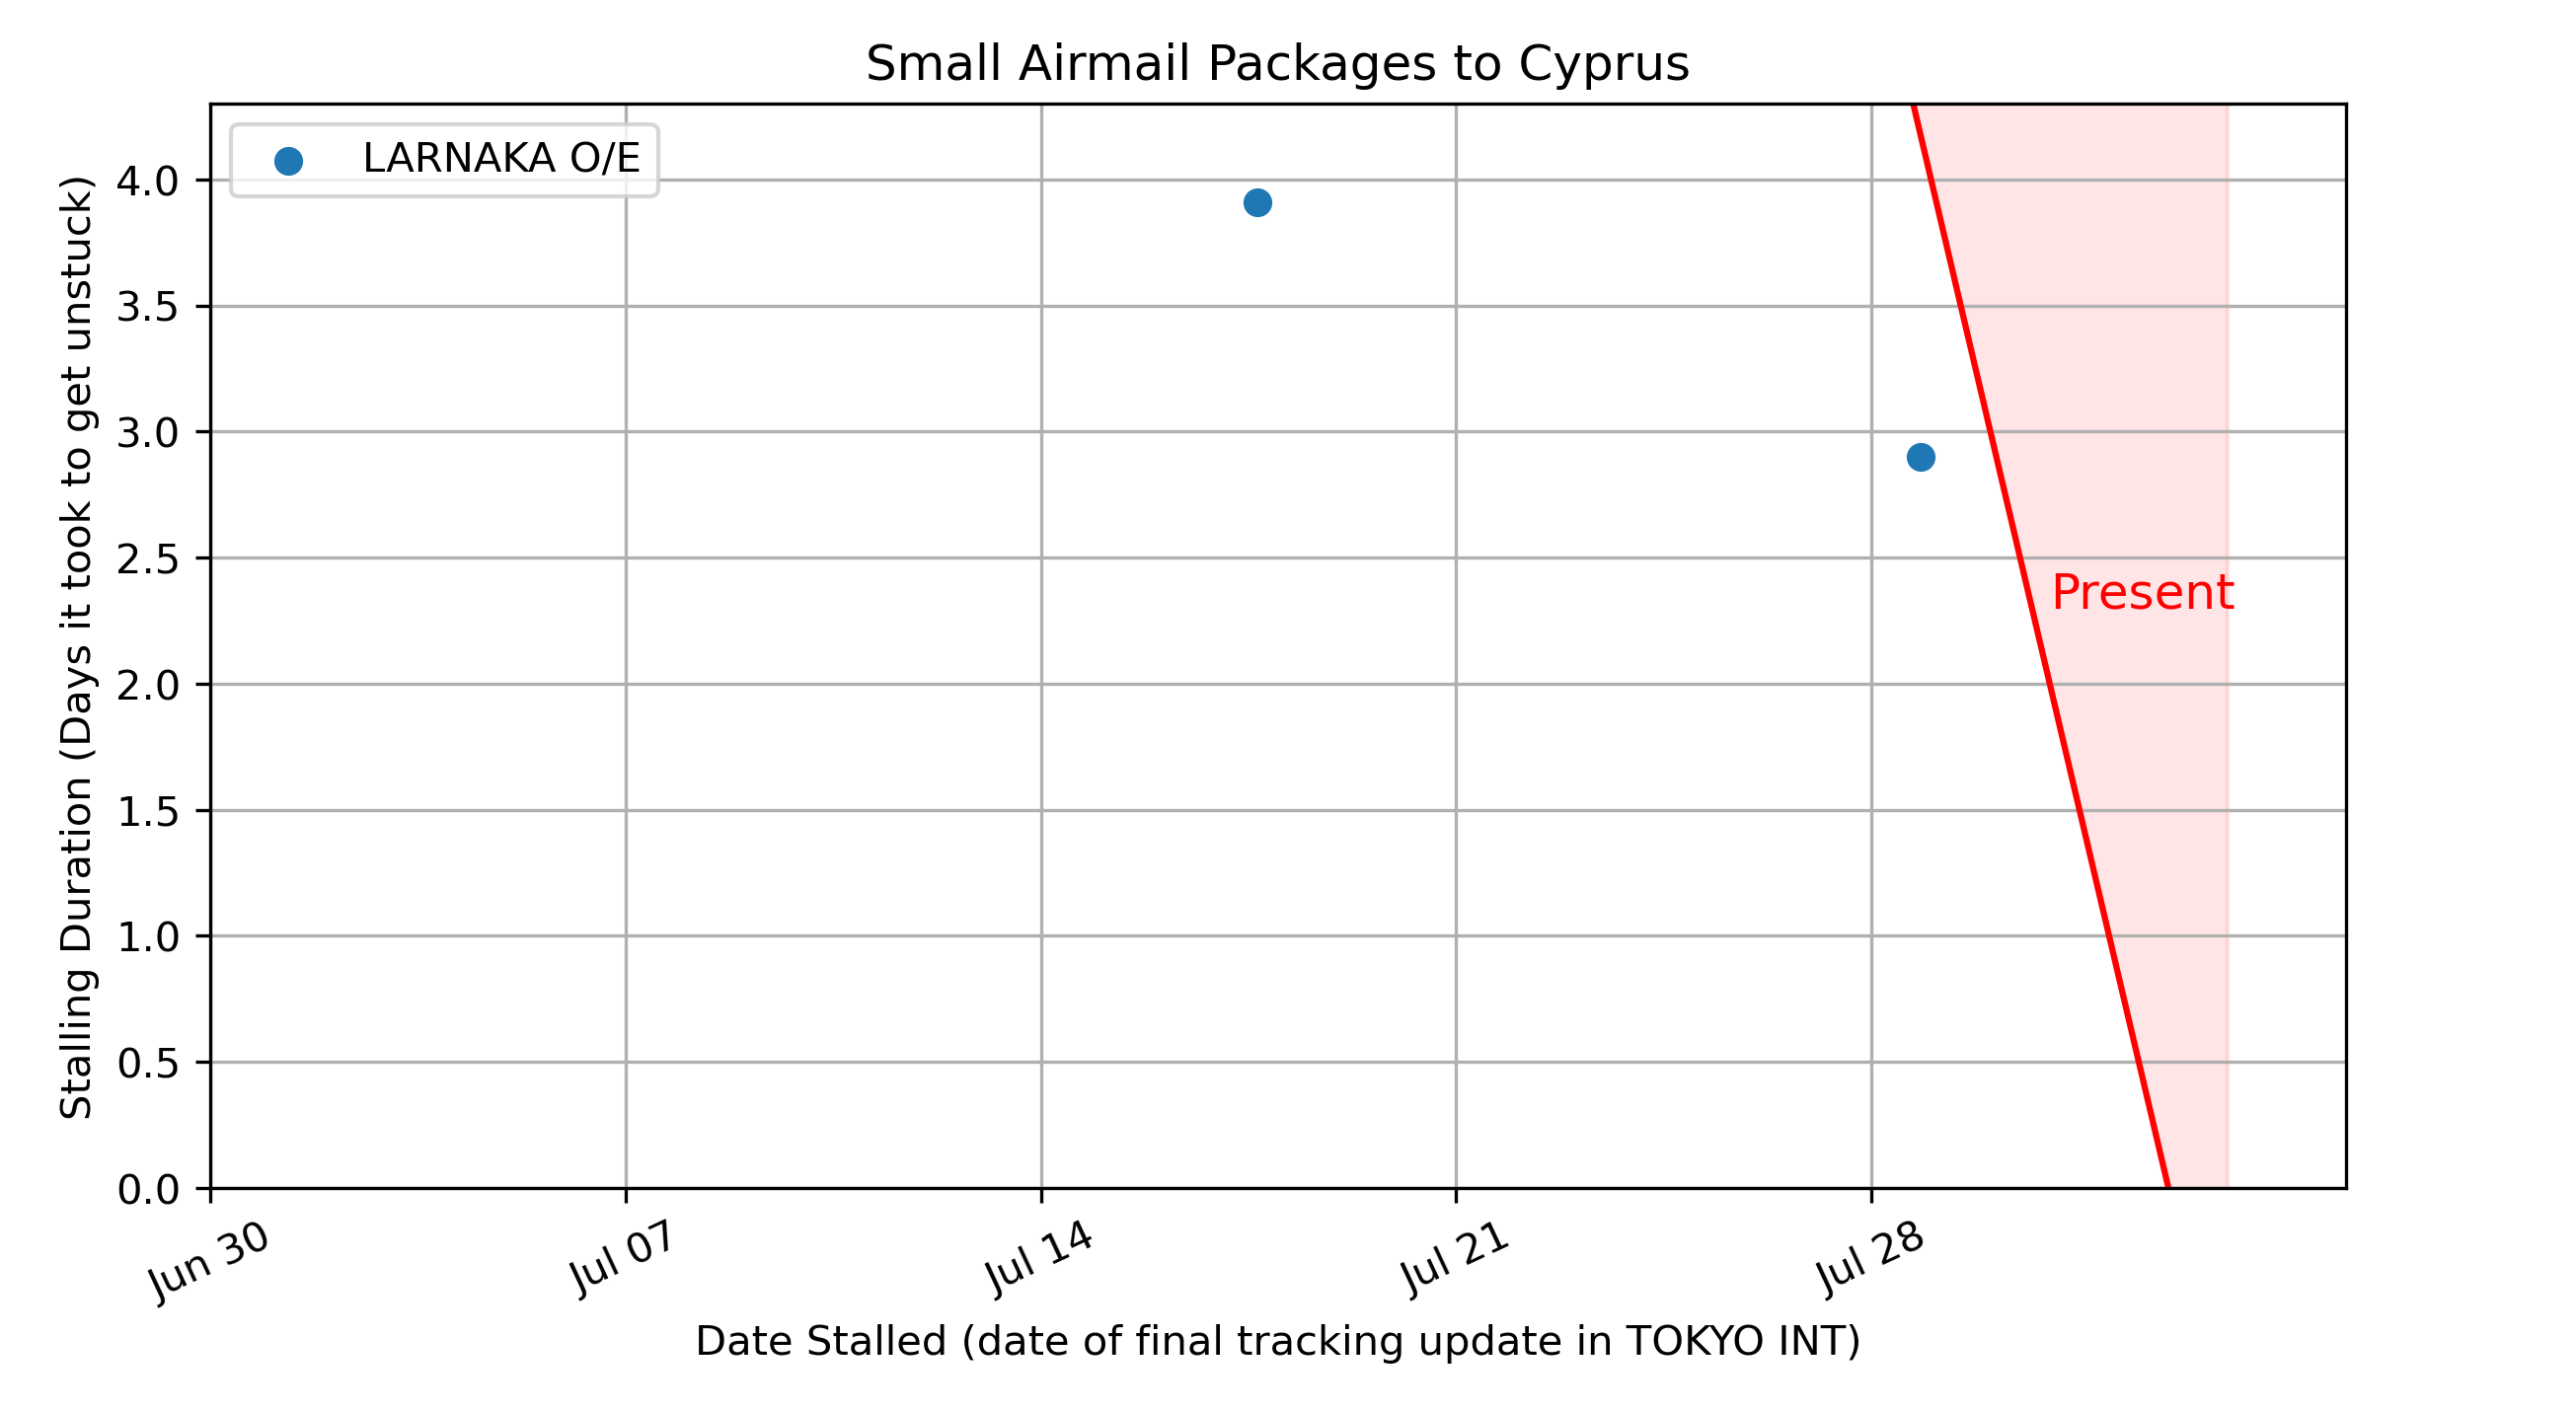 Small Airmail Packages to Cyprus
LARNAKA O/E
Stalling Duration (Days it took to get unstuck)
4.0
3.5
3.0
2.5
2.0
1.5
1.0
0.5
0.0
Present
Jun 30
Jul 07
Jul 14
Jul 21
Jul 28
Date Stalled (date of final tracking update in TOKYO INT)